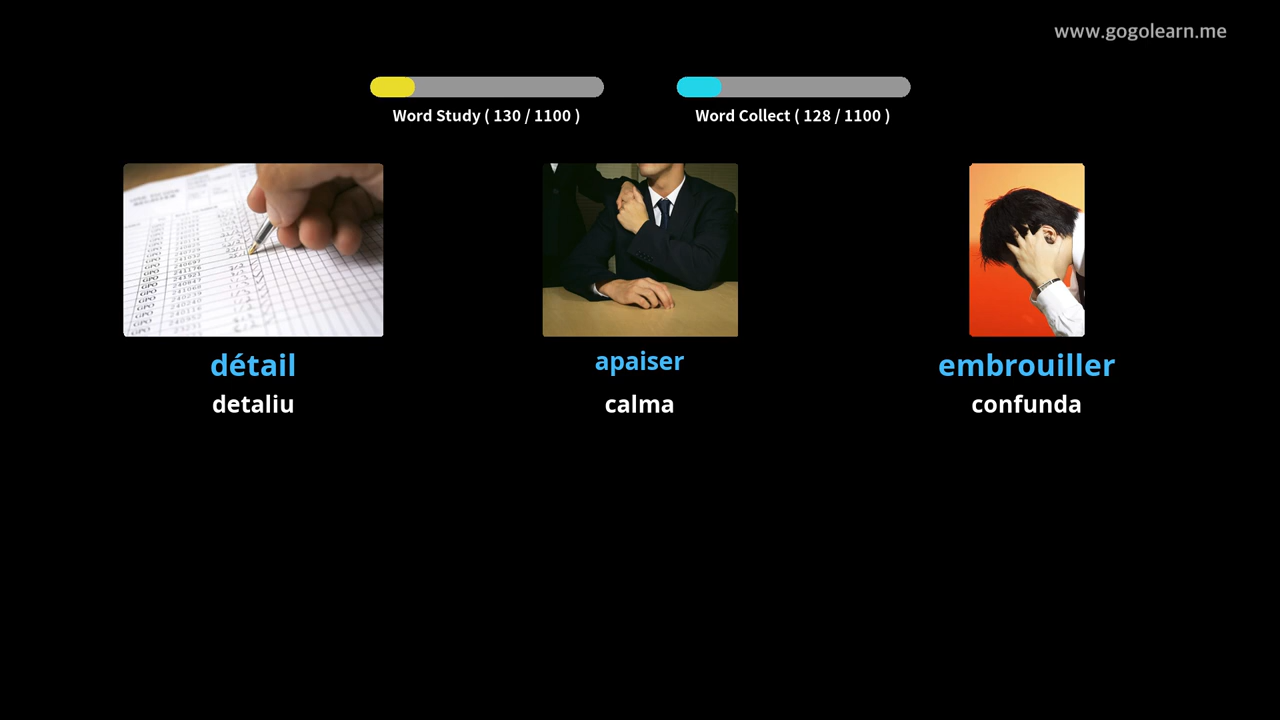 www.gogolearn.me
Word Study ( 130 / 1100 )
Word Collect ( 128 / 1100 )
détail
apaiser
embrouiller
detaliu
calma
confunda